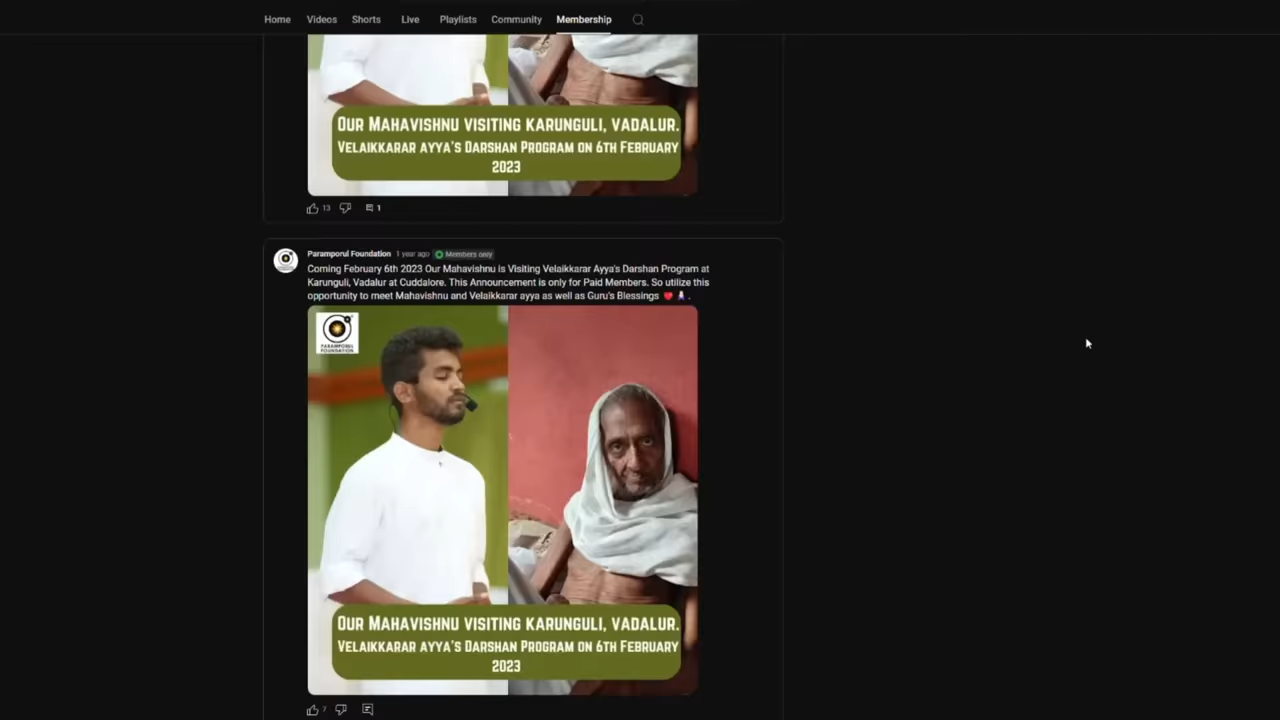 Home Videos Shorts Live Playlists Community Membership
OUR MAHAVISHNU VISITING KARUNGULI, VADALUR.
VELAIKKARAR AYYA'S DARSHAN PROGRAM ON 6TH FEBRUARY
2023
13 1
Paramporul Foundation 1 year ago Members only
Coming February 6th 2023 Our Mahavishnu is Visiting Velaikkarar Ayya's Darshan Program at
Karunguli, Vadalur at Cuddalore. This Announcement is only for Paid Members. So utilize this
opportunity to meet Mahavishnu and Velaikkarar ayya as well as Guru's Blessings ❤️ .
PARAMPORUL
FOUNDATION
OUR MAHAVISHNU VISITING KARUNGULI, VADALUR.
VELAIKKARAR AYYA'S DARSHAN PROGRAM ON 6TH FEBRUARY
2023
7